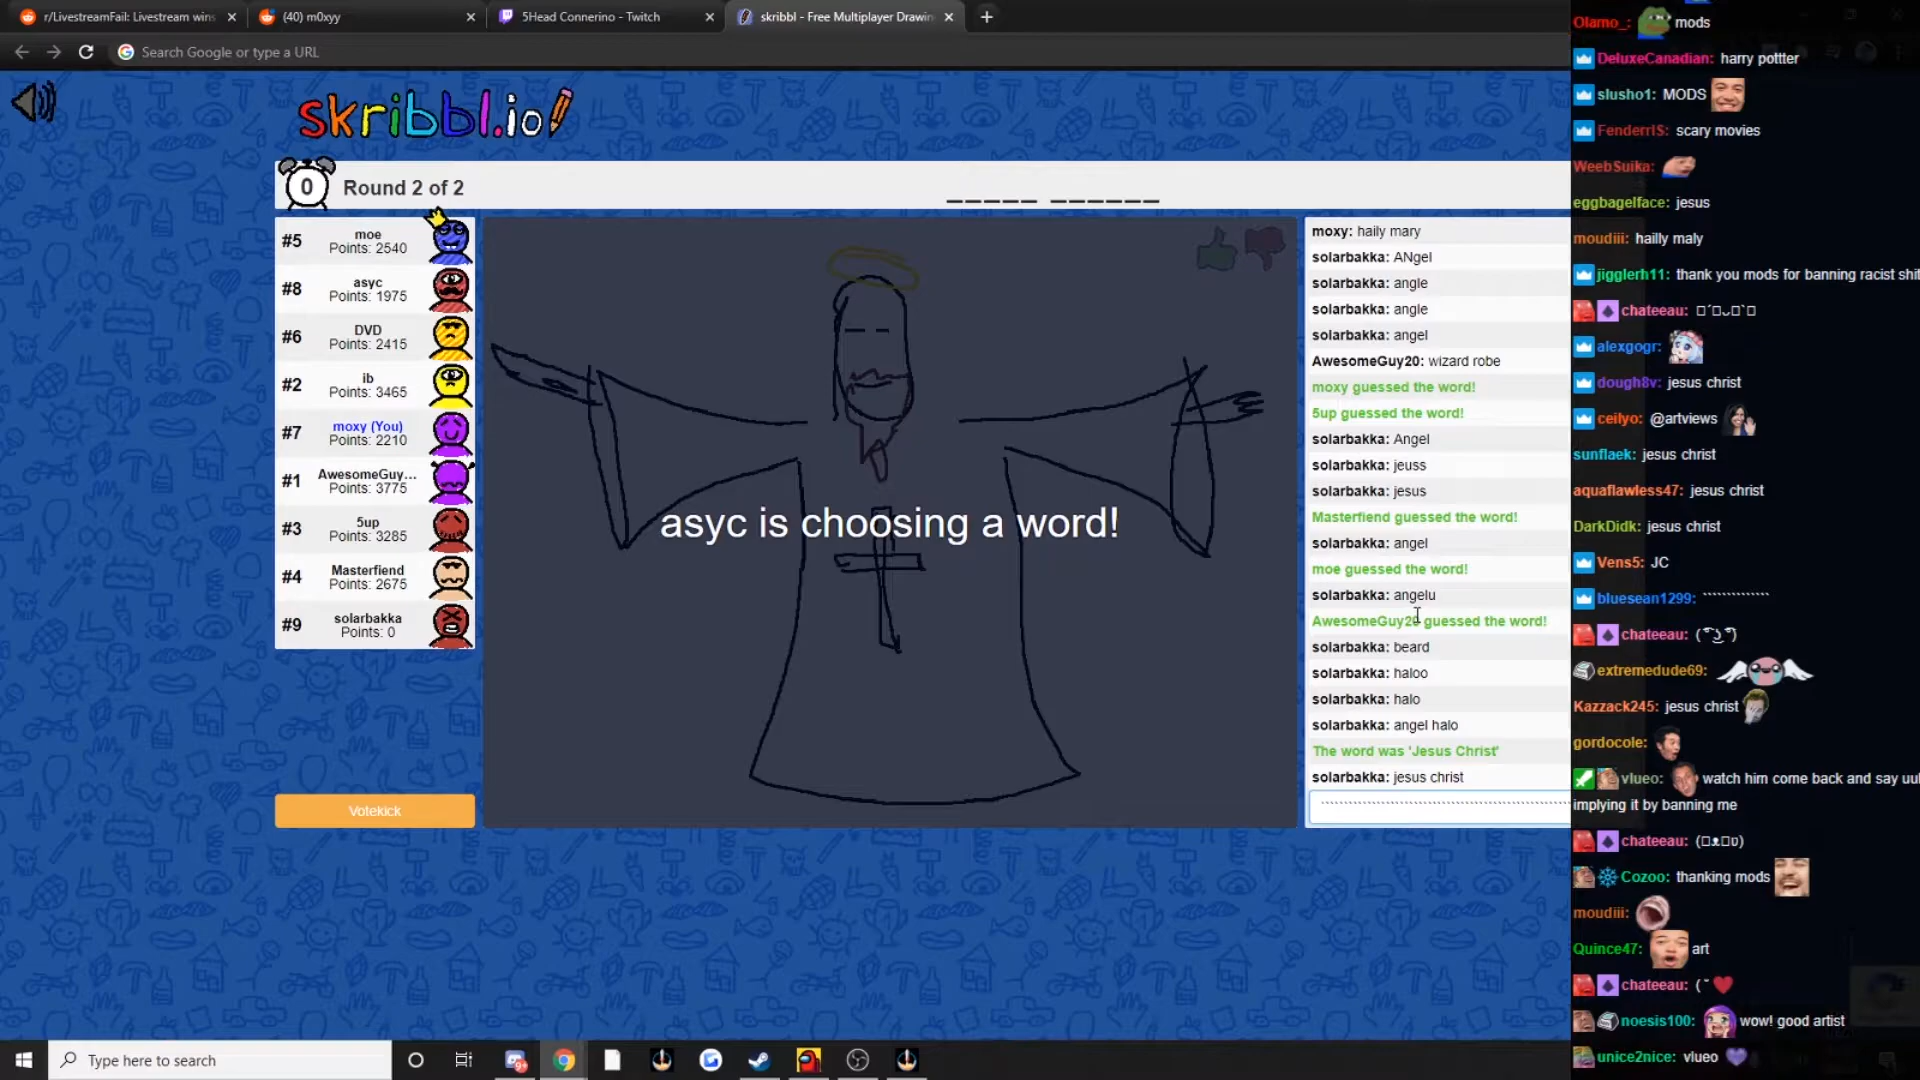 r/LivestreamFail: Livestream wins
(40) m0xyy
5Head Connerino - Twitch
skribbl - Free Multiplayer Drawin
Search Google or type a URL
skribbl.io
0
Round 2 of 2
_____ ______
#5 moe
Points: 2540
#8 asyc
Points: 1975
#6 DVD
Points: 2415
#2 ib
Points: 3465
#7 moxy (You)
Points: 2210
#1 AwesomeGuy...
Points: 3775
#3 5up
Points: 3285
#4 Masterfiend
Points: 2675
#9 solarbakka
Points: 0
Votekick
asyc is choosing a word!
moxy: haily mary
solarbakka: ANgel
solarbakka: angle
solarbakka: angle
solarbakka: angel
AwesomeGuy20: wizard robe
moxy guessed the word!
5up guessed the word!
solarbakka: Angel
solarbakka: jeuss
solarbakka: jesus
Masterfiend guessed the word!
solarbakka: angel
moe guessed the word!
solarbakka: angelu
AwesomeGuy20 guessed the word!
solarbakka: beard
solarbakka: haloo
solarbakka: halo
solarbakka: angel halo
The word was 'Jesus Christ'
solarbakka: jesus christ
Olamo_: mods
DeluxeCanadian: harry pottter
slusho1: MODS
FenderrIS: scary movies
WeebSuika:
eggbagelface: jesus
moudiii: hailly maly
jigglerh11: thank you mods for banning racist shit
chateeau:
alexgogr:
dough8v: jesus christ
ceilyo: @artviews
sunflaek: jesus christ
aquaflawless47: jesus christ
DarkDidk: jesus christ
Vens5: JC
bluesean1299: `````````````
chateeau:
extremedude69:
Kazzack245: jesus christ
gordocole:
vlueo: watch him come back and say uul
implying it by banning me
chateeau:
Cozoo: thanking mods
moudiii:
Quince47: art
chateeau:
noesis100: wow! good artist
unice2nice: vlueo
Type here to search